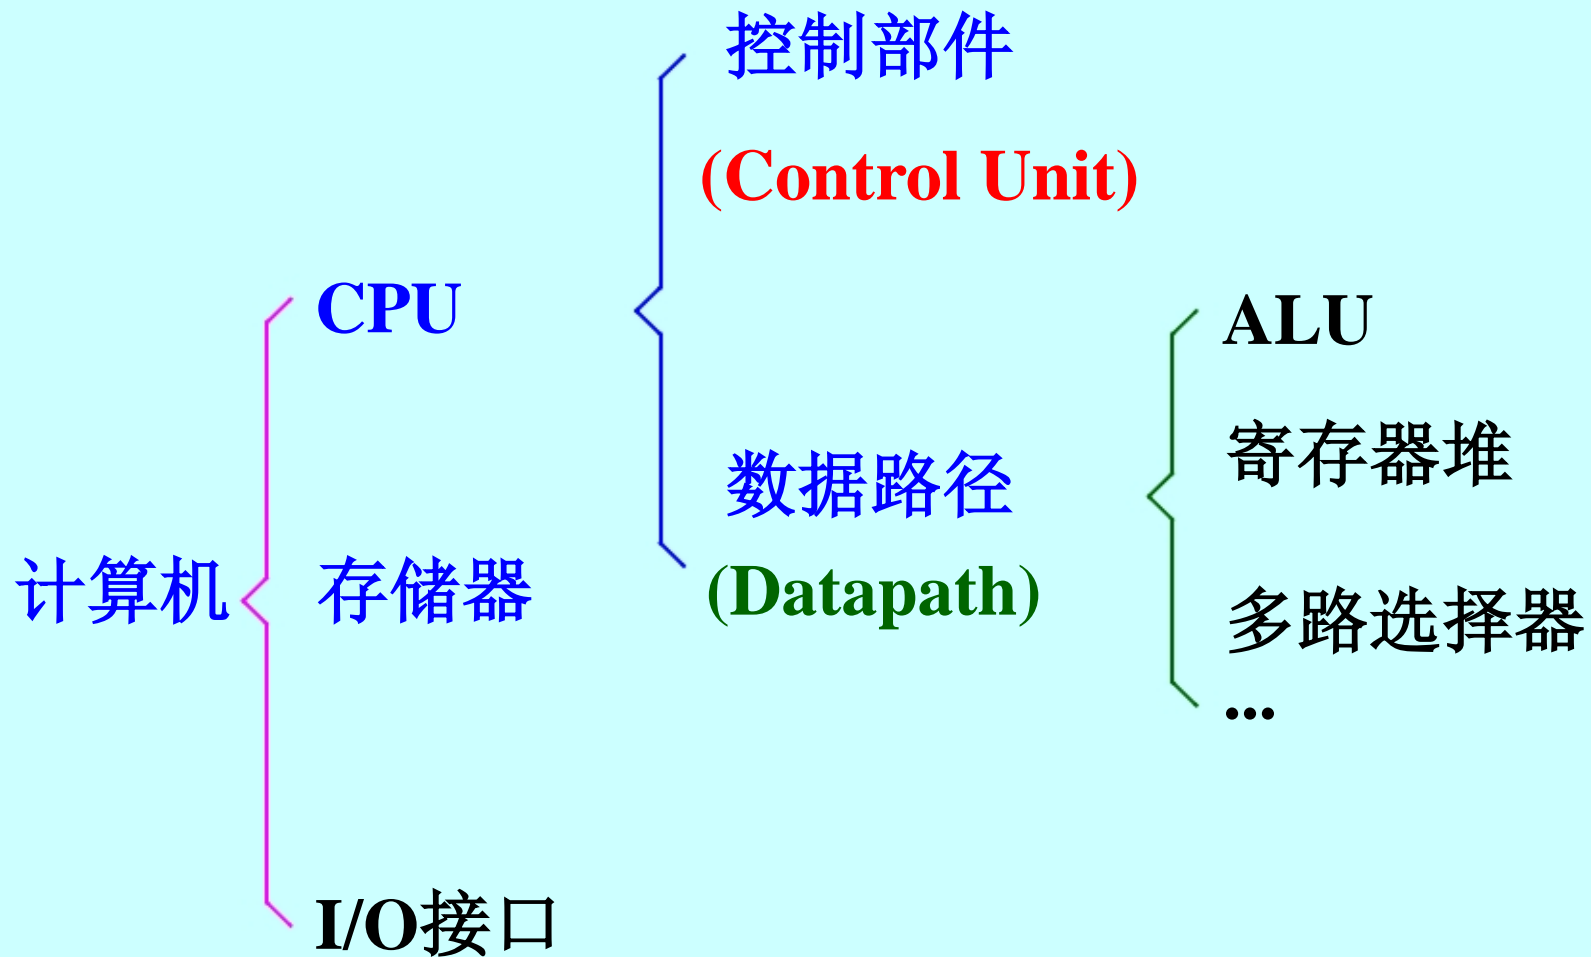 控制部件
(Control Unit)
CPU
ALU
寄存器堆
数据路径
计算机
存储器
(Datapath)
多路选择器
...
I/O接口